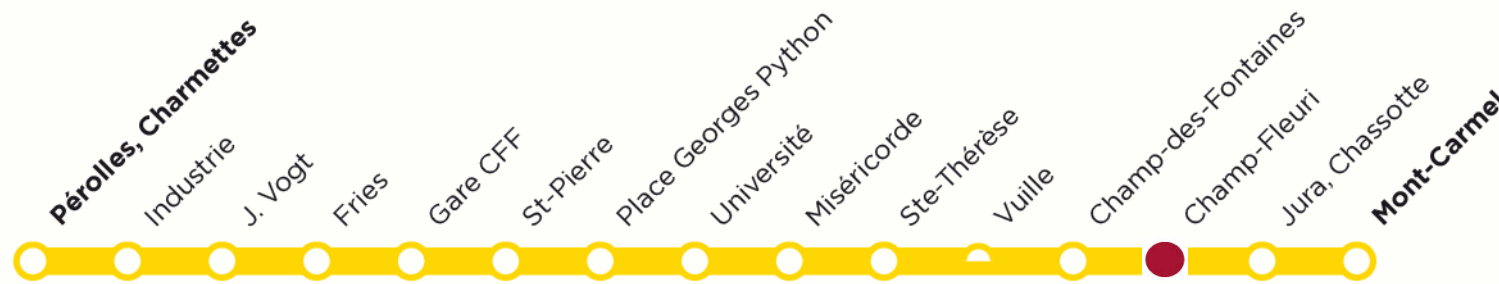 Pérolles, Charmettes
Industrie
J. Vogt
Fries
Gare CFF
St-Pierre
Place Georges Python
Université
Miséricorde
Ste-Thérèse
Vuille
Champ-des-Fontaines
Champ-Fleuri
Jura, Chassotte
Mont-Carmel